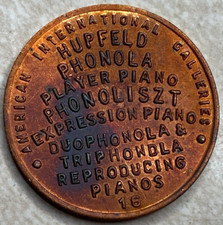 • AMERICAN INTERNATIONAL GALLERIES •
HUPFELD
PHONOLA
PLAYER PIANO
PHONOLISZT
EXPRESSION PIANO
DUOPHONOLA &
TRIPHONOLA
REPRODUCING
PIANOS
16